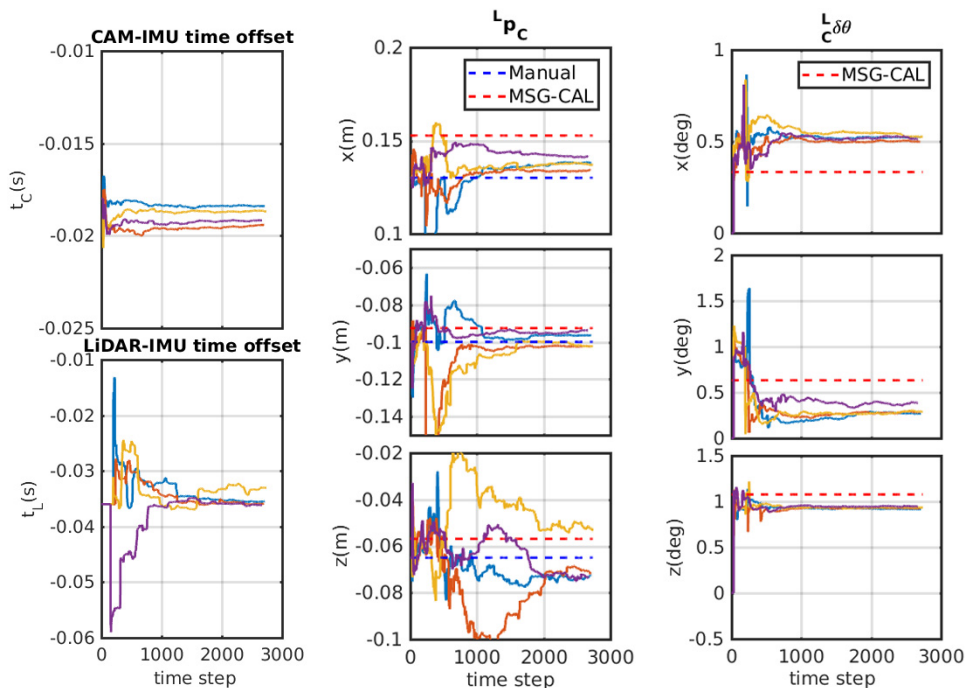 CAM-IMU time offset
-0.01
-0.015
-0.02
-0.025
t_C(s)
LiDAR-IMU time offset
-0.01
-0.02
-0.03
-0.04
-0.05
-0.06
t_L(s)
0 1000 2000 3000
time step
^L p_C
0.2
0.15
0.1
x(m)
Manual
MSG-CAL
-0.06
-0.08
-0.1
-0.12
-0.14
y(m)
-0.02
-0.04
-0.06
-0.08
-0.1
z(m)
0 1000 2000 3000
time step
^L_C δθ
1
0.5
0
x(deg)
MSG-CAL
2
1.5
1
0.5
0
y(deg)
1.5
1
0.5
0
-0.5
z(deg)
0 1000 2000 3000
time step